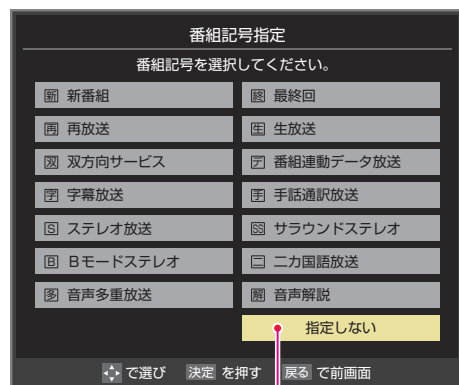 番組記号指定
番組記号を選択してください。
新 新番組
終 最終回
再 再放送
生 生放送
双 双方向サービス
デ 番組連動データ放送
字 字幕放送
手 手話通訳放送
S ステレオ放送
SS サラウンドステレオ
B Bモードステレオ
二 二カ国語放送
多 音声多重放送
解 音声解説
指定しない
で選び 決定 を押す 戻る で前画面